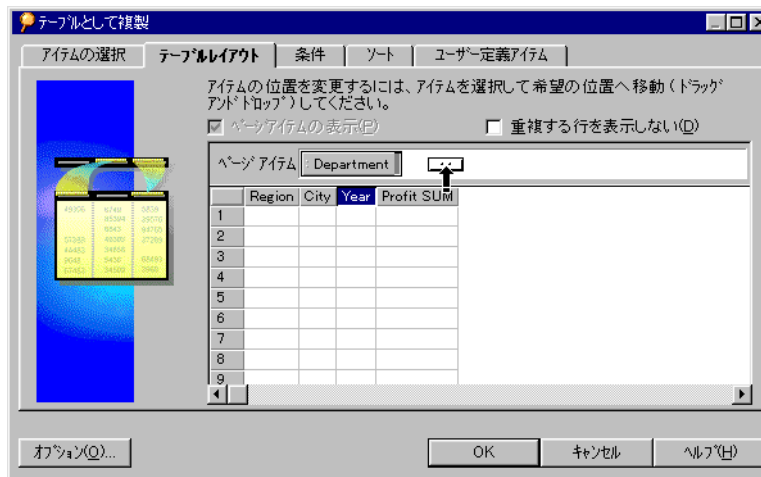 テーブルとして複製
アイテムの選択 テーブルレイアウト 条件 ソート ユーザー定義アイテム
アイテムの位置を変更するには、アイテムを選択して希望の位置へ移動(ドラッグ
アンドドロップ)してください。
ページアイテムの表示(P) 重複する行を表示しない(D)
ページ アイテム : Department
Region City Year Profit SUM
1
2
3
4
5
6
7
8
9
オプション(O)... OK キャンセル ヘルプ(H)